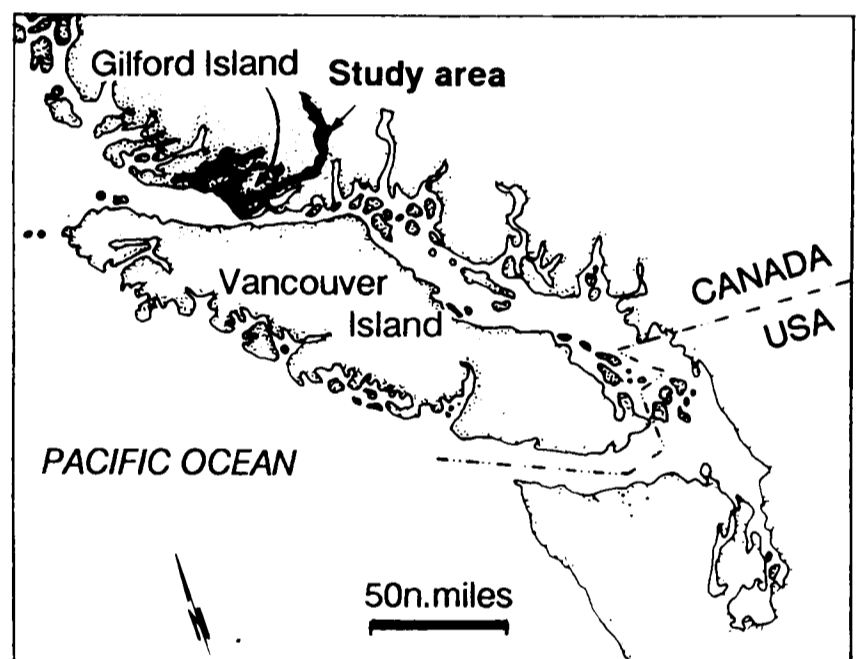 Gilford Island
Study area
Vancouver
Island
CANADA
USA
PACIFIC OCEAN
50n.miles
N